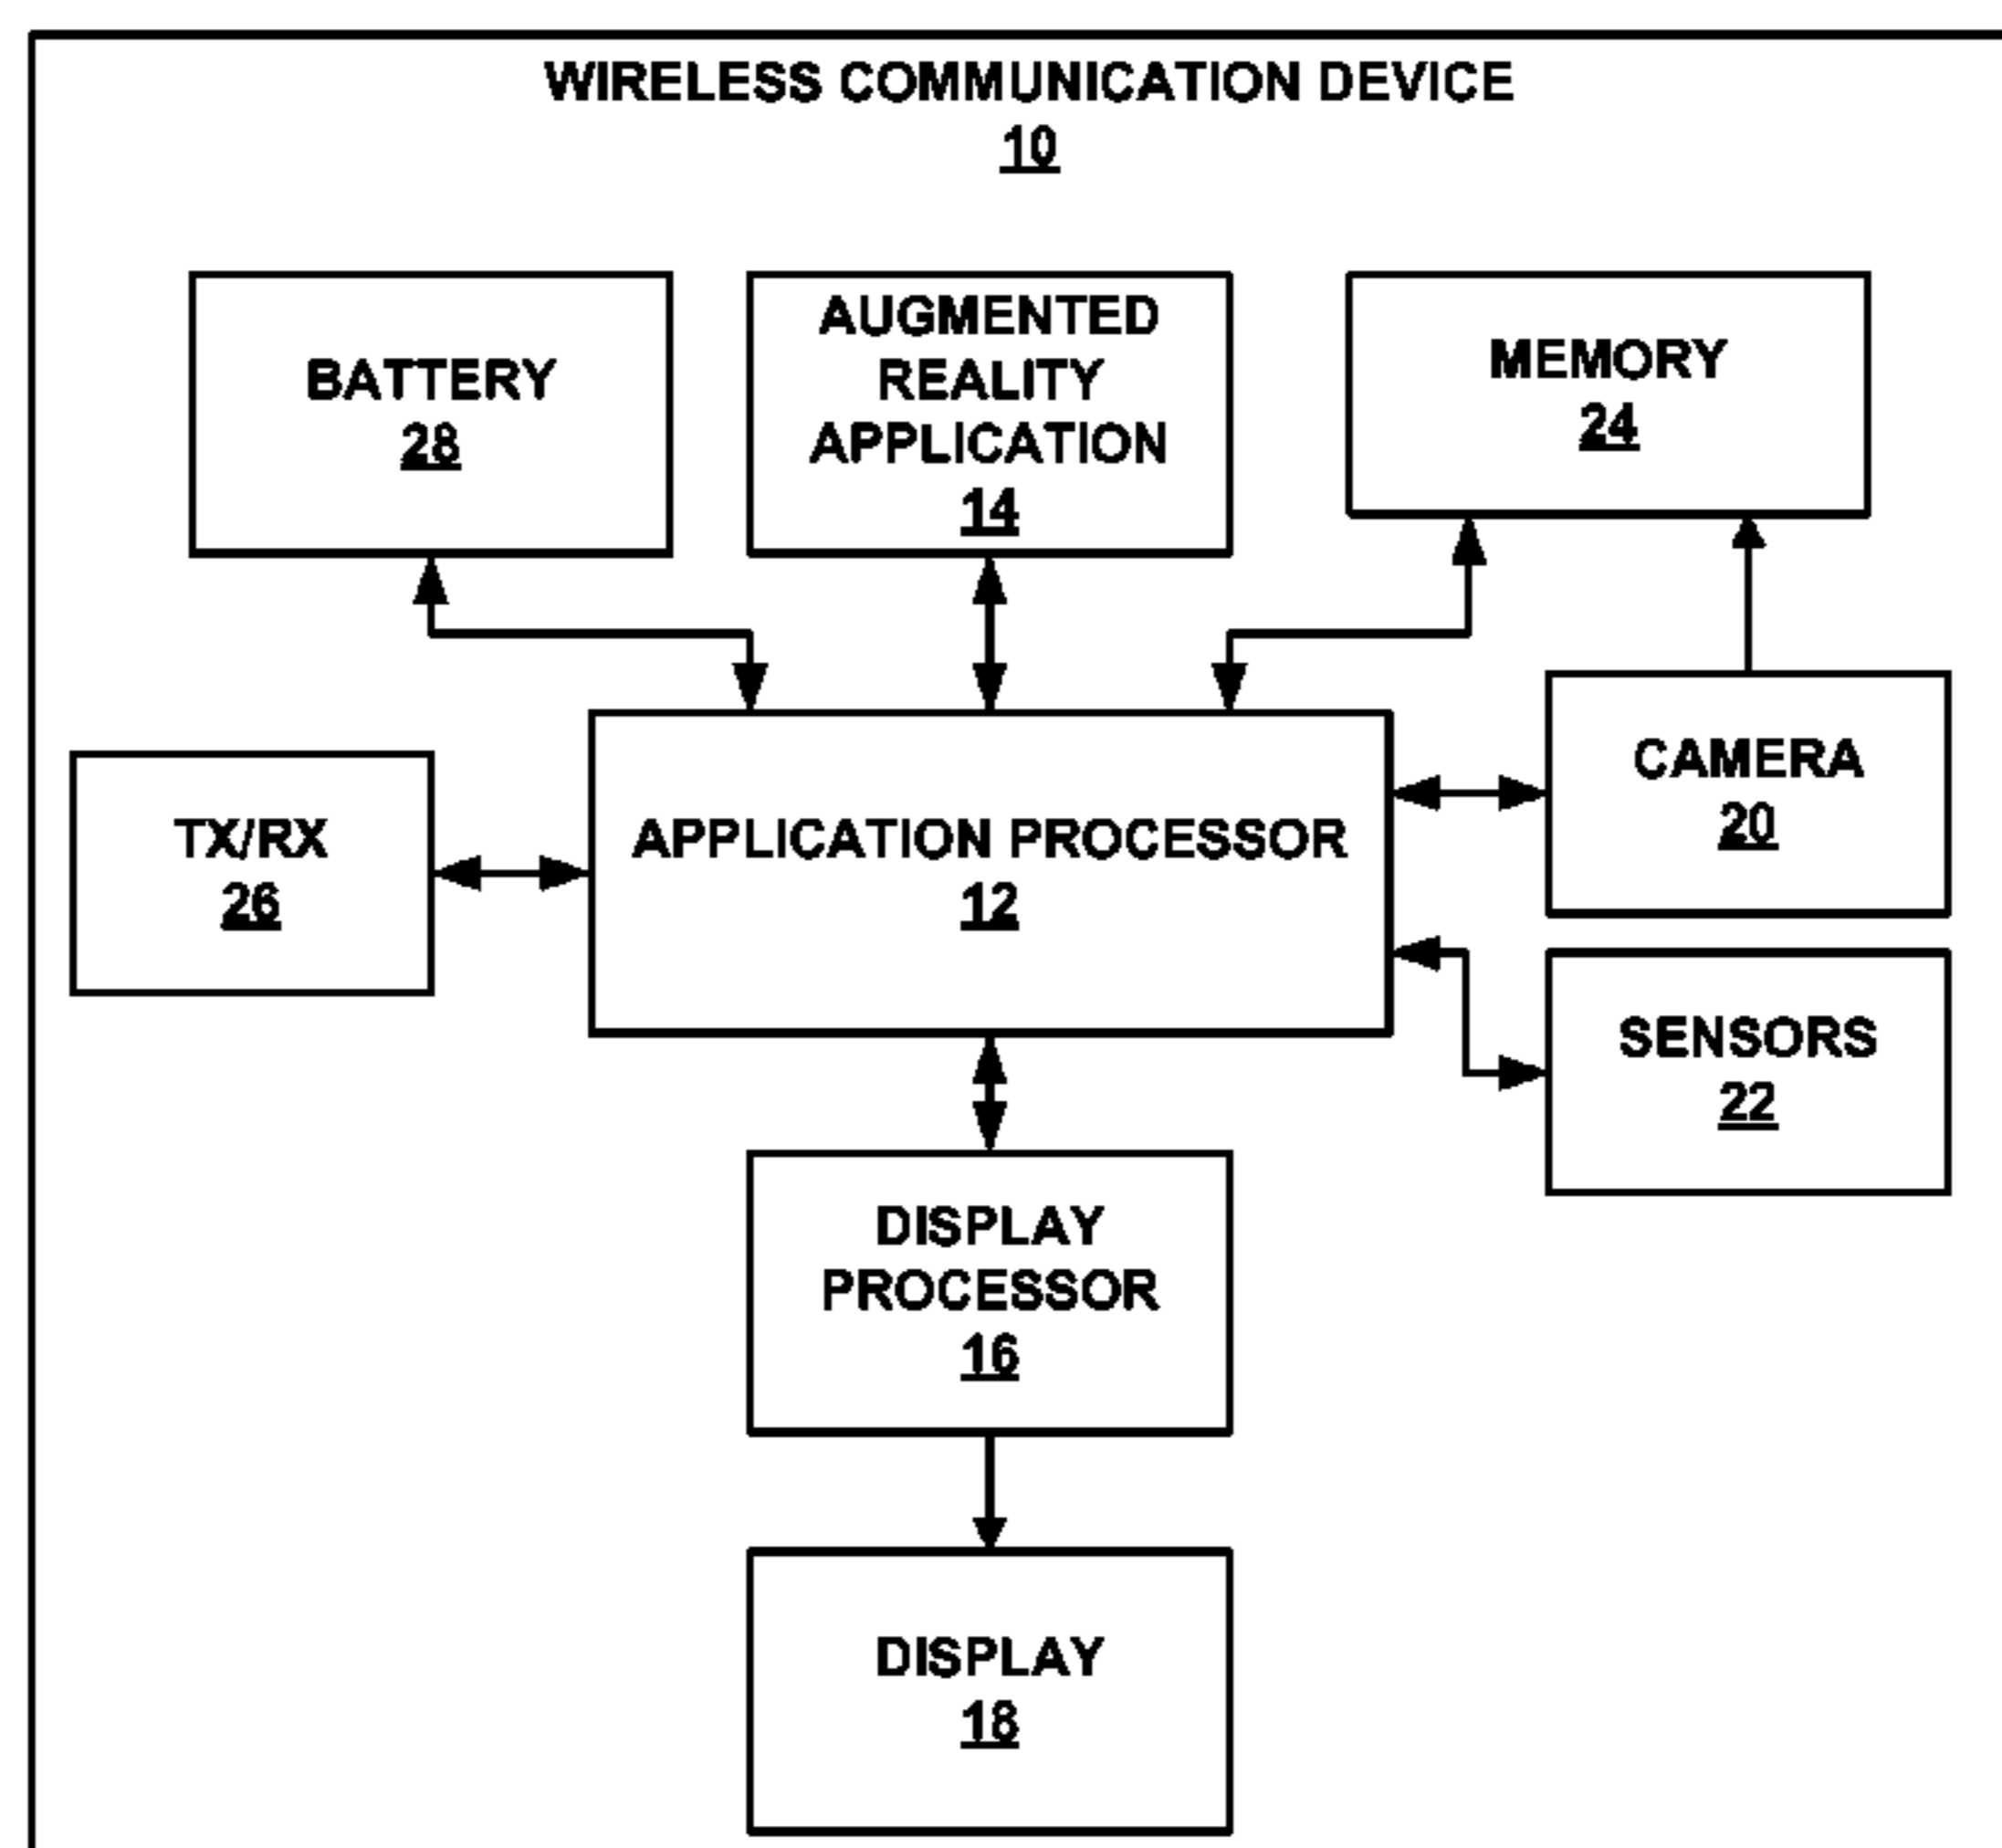 WIRELESS COMMUNICATION DEVICE
10
BATTERY
28
AUGMENTED
REALITY
APPLICATION
14
MEMORY
24
TX/RX
26
APPLICATION PROCESSOR
12
CAMERA
20
SENSORS
22
DISPLAY
PROCESSOR
16
DISPLAY
18